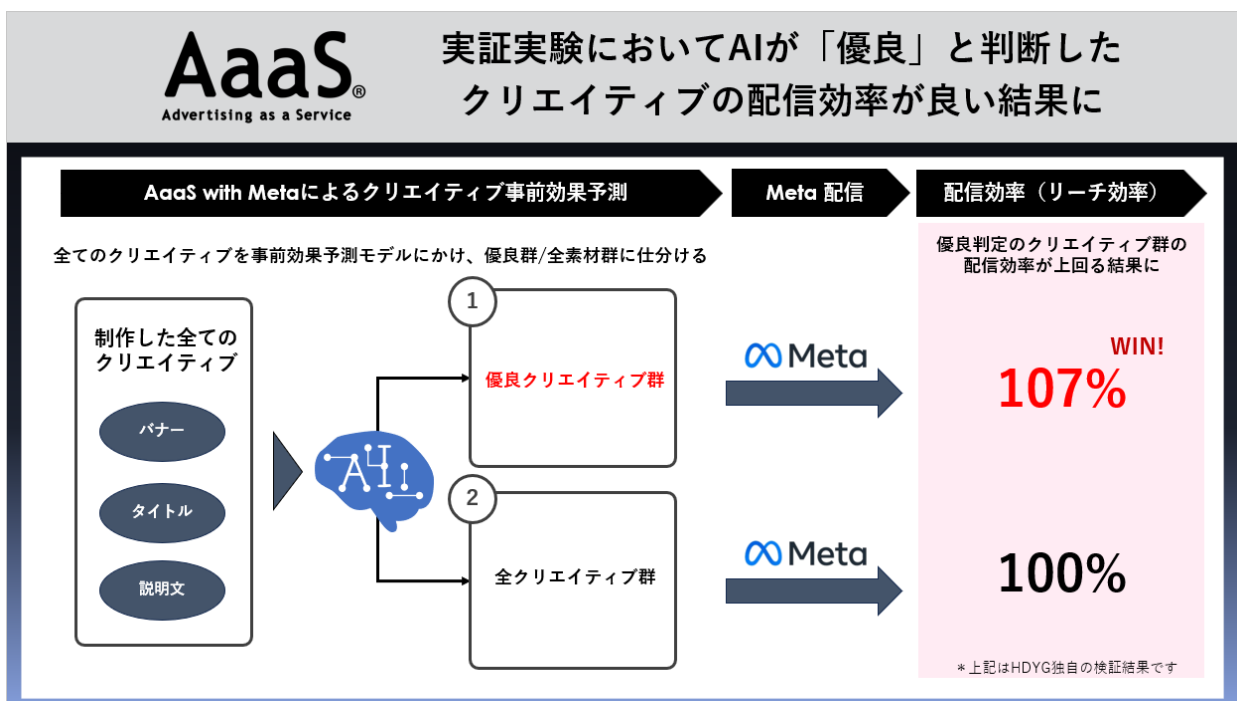 AaaS®
Advertising as a Service
実証実験においてAIが「優良」と判断した
クリエイティブの配信効率が良い結果に
AaaS with Metaによるクリエイティブ事前効果予測
Meta 配信
配信効率（リーチ効率）
全てのクリエイティブを事前効果予測モデルにかけ、優良群/全素材群に仕分ける
優良判定のクリエイティブ群の
配信効率が上回る結果に
制作した全ての
クリエイティブ
バナー
タイトル
説明文
AI
1
優良クリエイティブ群
Meta
WIN!
107%
2
全クリエイティブ群
Meta
100%
＊上記はHDYG独自の検証結果です